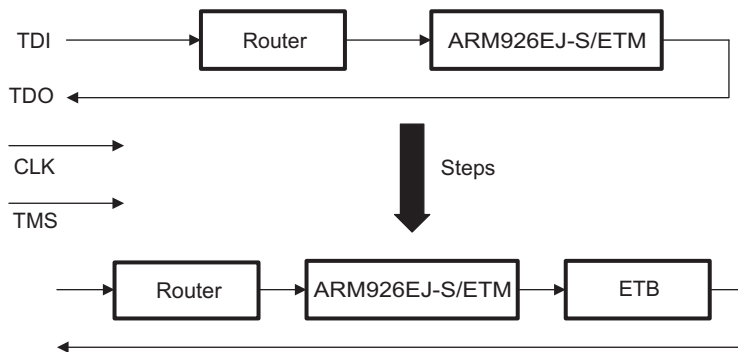 TDI
Router
ARM926EJ-S/ETM
TDO
CLK
Steps
TMS
Router
ARM926EJ-S/ETM
ETB